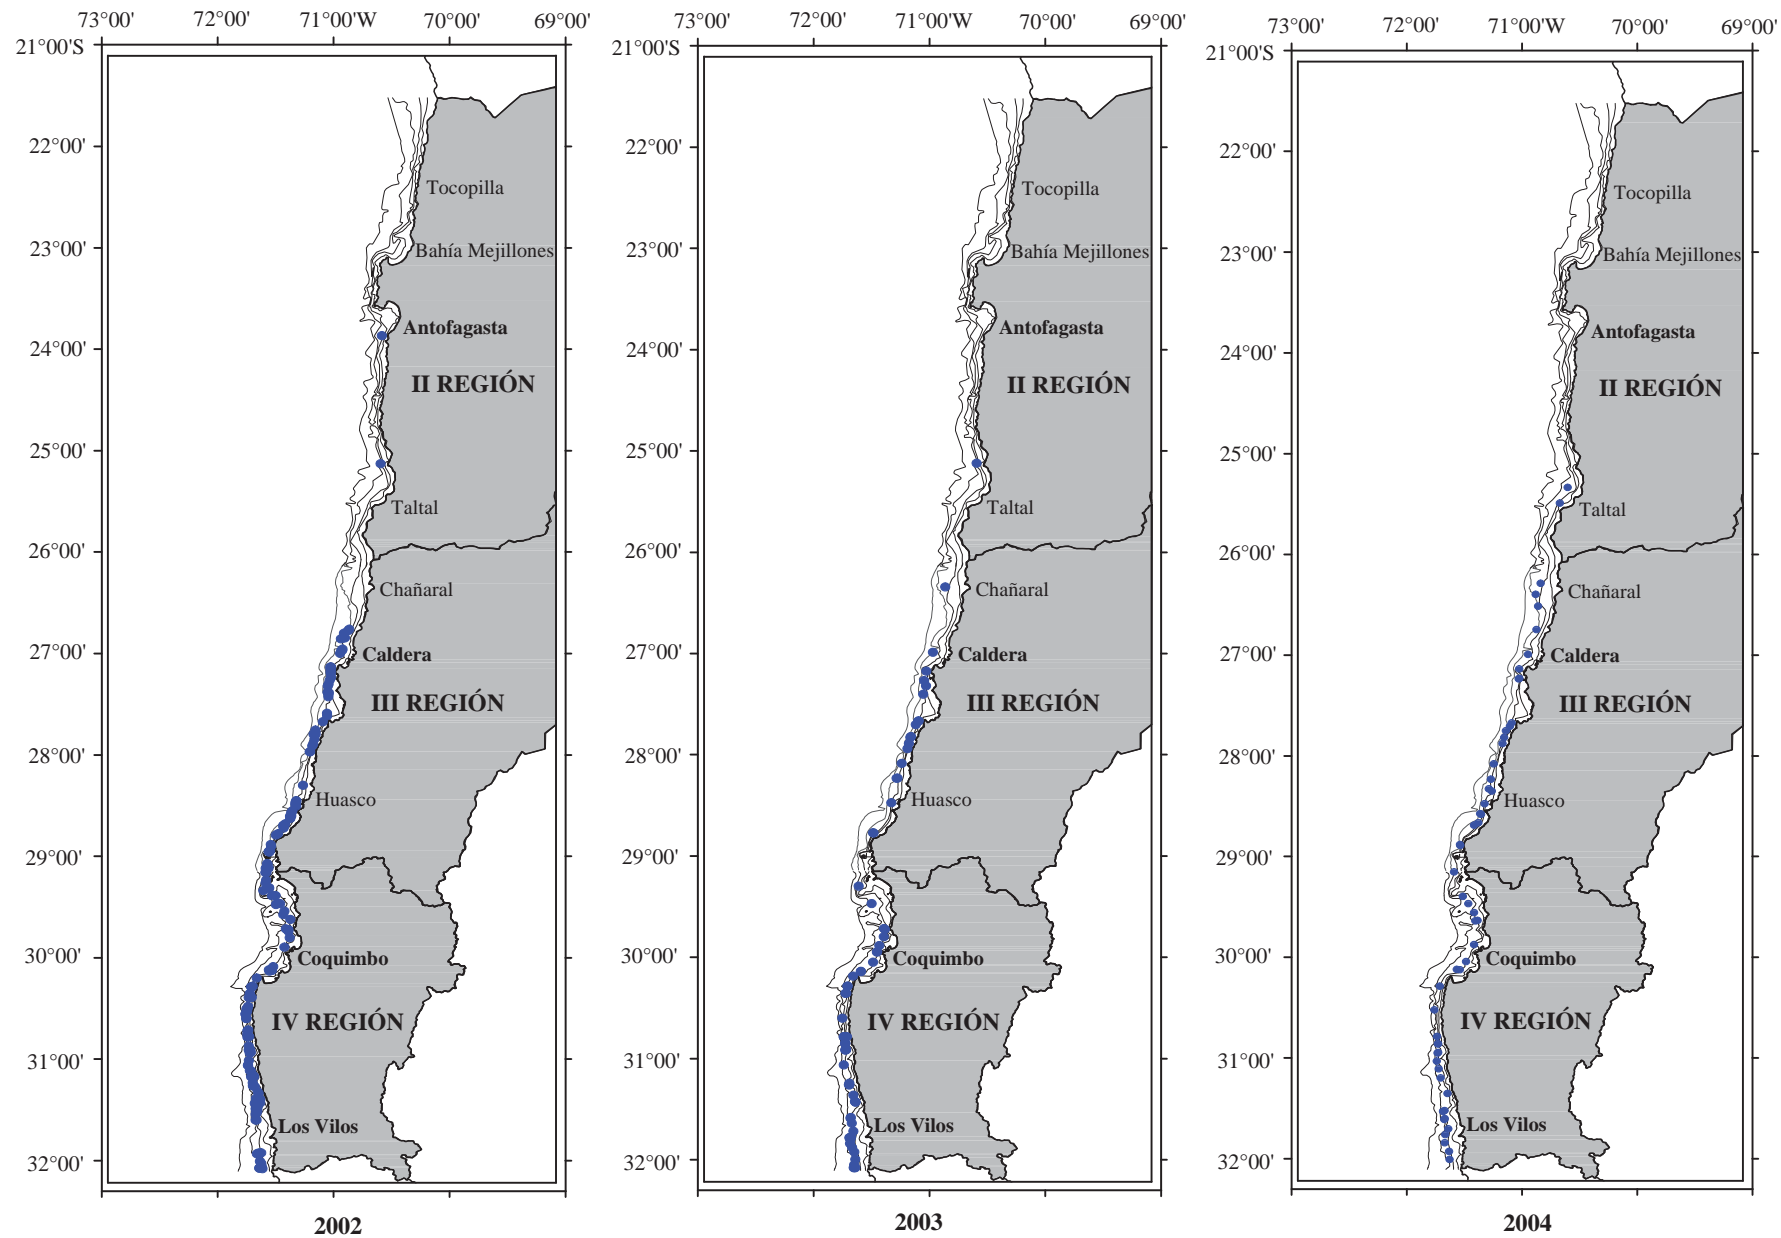 73°00' 72°00' 71°00'W 70°00' 69°00'
21°00'S
22°00'
23°00'
24°00'
25°00'
26°00'
27°00'
28°00'
29°00'
30°00'
31°00'
32°00'
Tocopilla
Bahía Mejillones
Antofagasta
II REGIÓN
Taltal
Chañaral
Caldera
III REGIÓN
Huasco
Coquimbo
IV REGIÓN
Los Vilos
2002
73°00' 72°00' 71°00'W 70°00' 69°00'
21°00'S
22°00'
23°00'
24°00'
25°00'
26°00'
27°00'
28°00'
29°00'
30°00'
31°00'
32°00'
Tocopilla
Bahía Mejillones
Antofagasta
II REGIÓN
Taltal
Chañaral
Caldera
III REGIÓN
Huasco
Coquimbo
IV REGIÓN
Los Vilos
2003
73°00' 72°00' 71°00'W 70°00' 69°00'
21°00'S
22°00'
23°00'
24°00'
25°00'
26°00'
27°00'
28°00'
29°00'
30°00'
31°00'
32°00'
Tocopilla
Bahía Mejillones
Antofagasta
II REGIÓN
Taltal
Chañaral
Caldera
III REGIÓN
Huasco
Coquimbo
IV REGIÓN
Los Vilos
2004